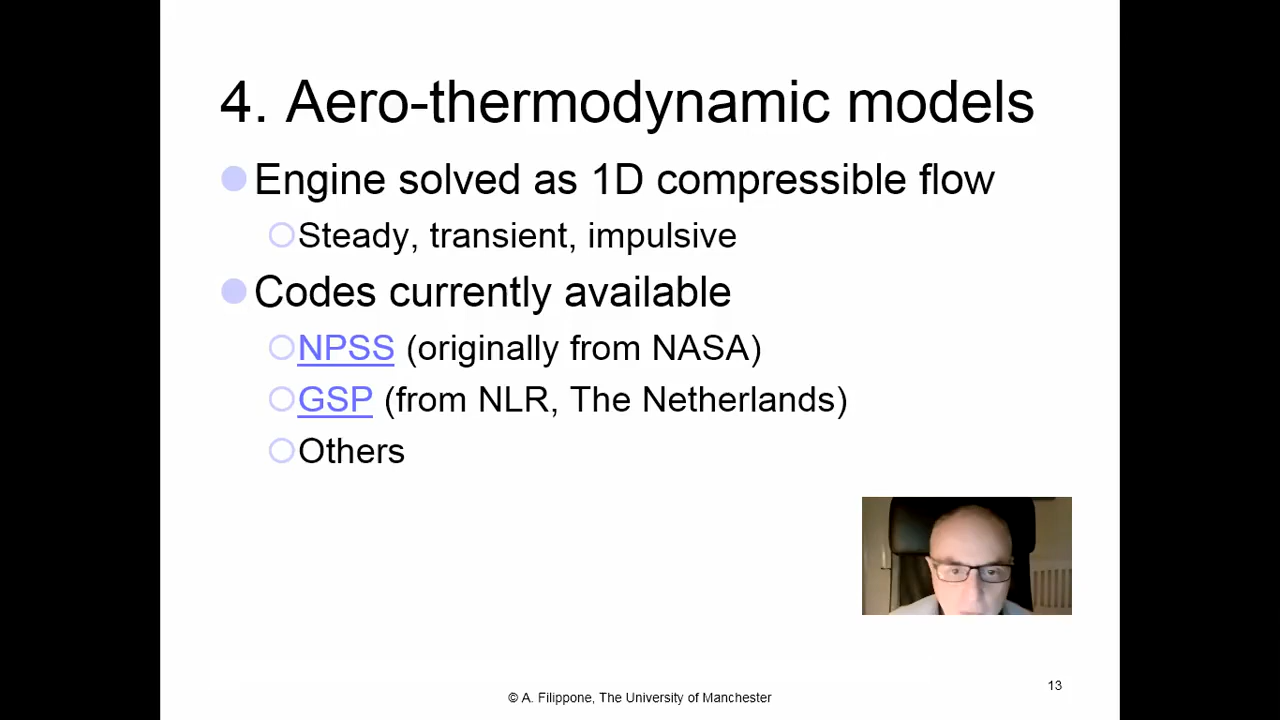 4. Aero-thermodynamic models
Engine solved as 1D compressible flow
Steady, transient, impulsive
Codes currently available
NPSS (originally from NASA)
GSP (from NLR, The Netherlands)
Others
13
© A. Filippone, The University of Manchester